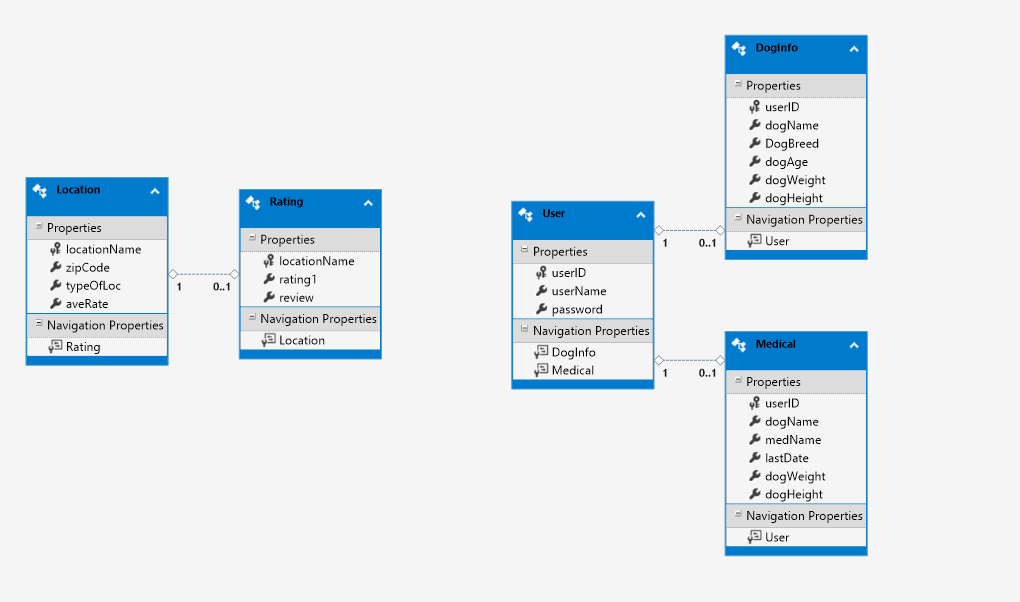 Location
Properties
locationName
zipCode
typeOfLoc
aveRate
Navigation Properties
Rating
1
0..1
Rating
Properties
locationName
rating1
review
Navigation Properties
Location
User
Properties
userID
userName
password
Navigation Properties
DogInfo
Medical
1
0..1
1
0..1
DogInfo
Properties
userID
dogName
DogBreed
dogAge
dogWeight
dogHeight
Navigation Properties
User
Medical
Properties
userID
dogName
medName
lastDate
dogWeight
dogHeight
Navigation Properties
User